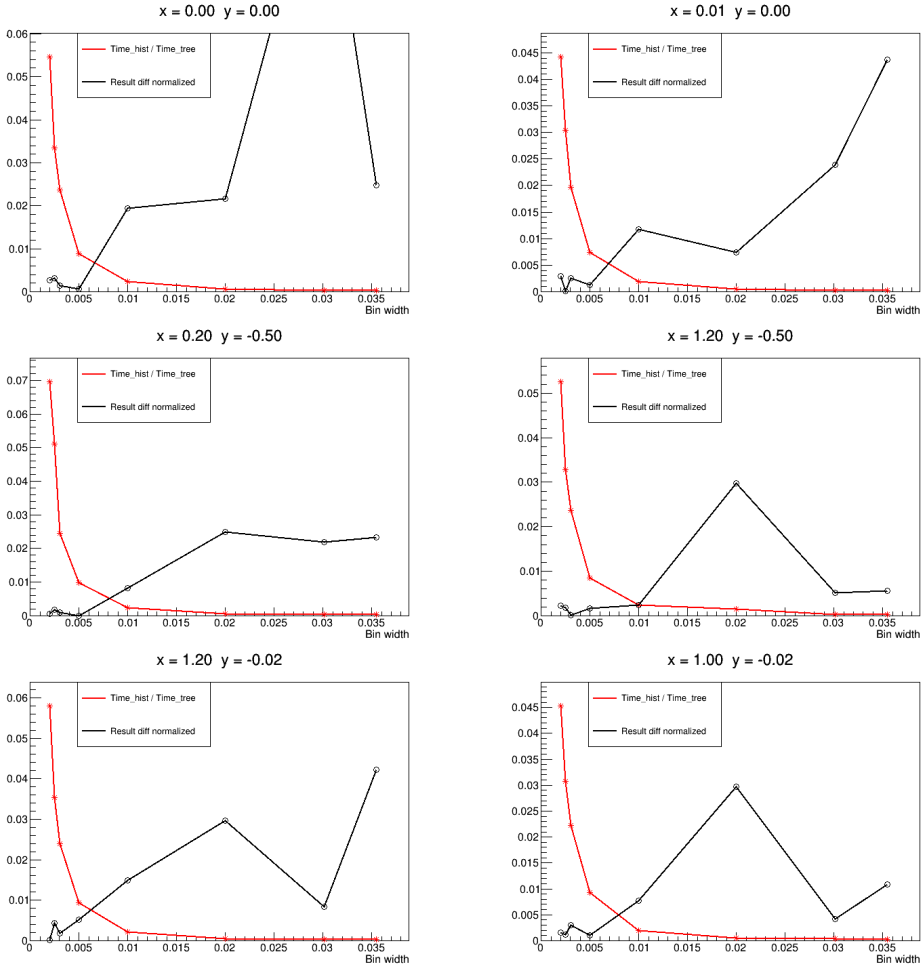 x = 0.00 y = 0.00
0.06
Time_hist / Time_tree
0.05
Result diff normalized
0.04
0.03
0.02
0.01
0
0 0.005 0.01 0.015 0.02 0.025 0.03 0.035
Bin width
x = 0.01 y = 0.00
0.045
Time_hist / Time_tree
0.04
Result diff normalized
0.035
0.03
0.025
0.02
0.015
0.01
0.005
0
0 0.005 0.01 0.015 0.02 0.025 0.03 0.035
Bin width
x = 0.20 y = -0.50
0.07
Time_hist / Time_tree
0.06
Result diff normalized
0.05
0.04
0.03
0.02
0.01
0
0 0.005 0.01 0.015 0.02 0.025 0.03 0.035
Bin width
x = 1.20 y = -0.50
Time_hist / Time_tree
0.05
Result diff normalized
0.04
0.03
0.02
0.01
0
0 0.005 0.01 0.015 0.02 0.025 0.03 0.035
Bin width
x = 1.20 y = -0.02
0.06
Time_hist / Time_tree
0.05
Result diff normalized
0.04
0.03
0.02
0.01
0
0 0.005 0.01 0.015 0.02 0.025 0.03 0.035
Bin width
x = 1.00 y = -0.02
Time_hist / Time_tree
0.045
0.04
Result diff normalized
0.035
0.03
0.025
0.02
0.015
0.01
0.005
0
0 0.005 0.01 0.015 0.02 0.025 0.03 0.035
Bin width